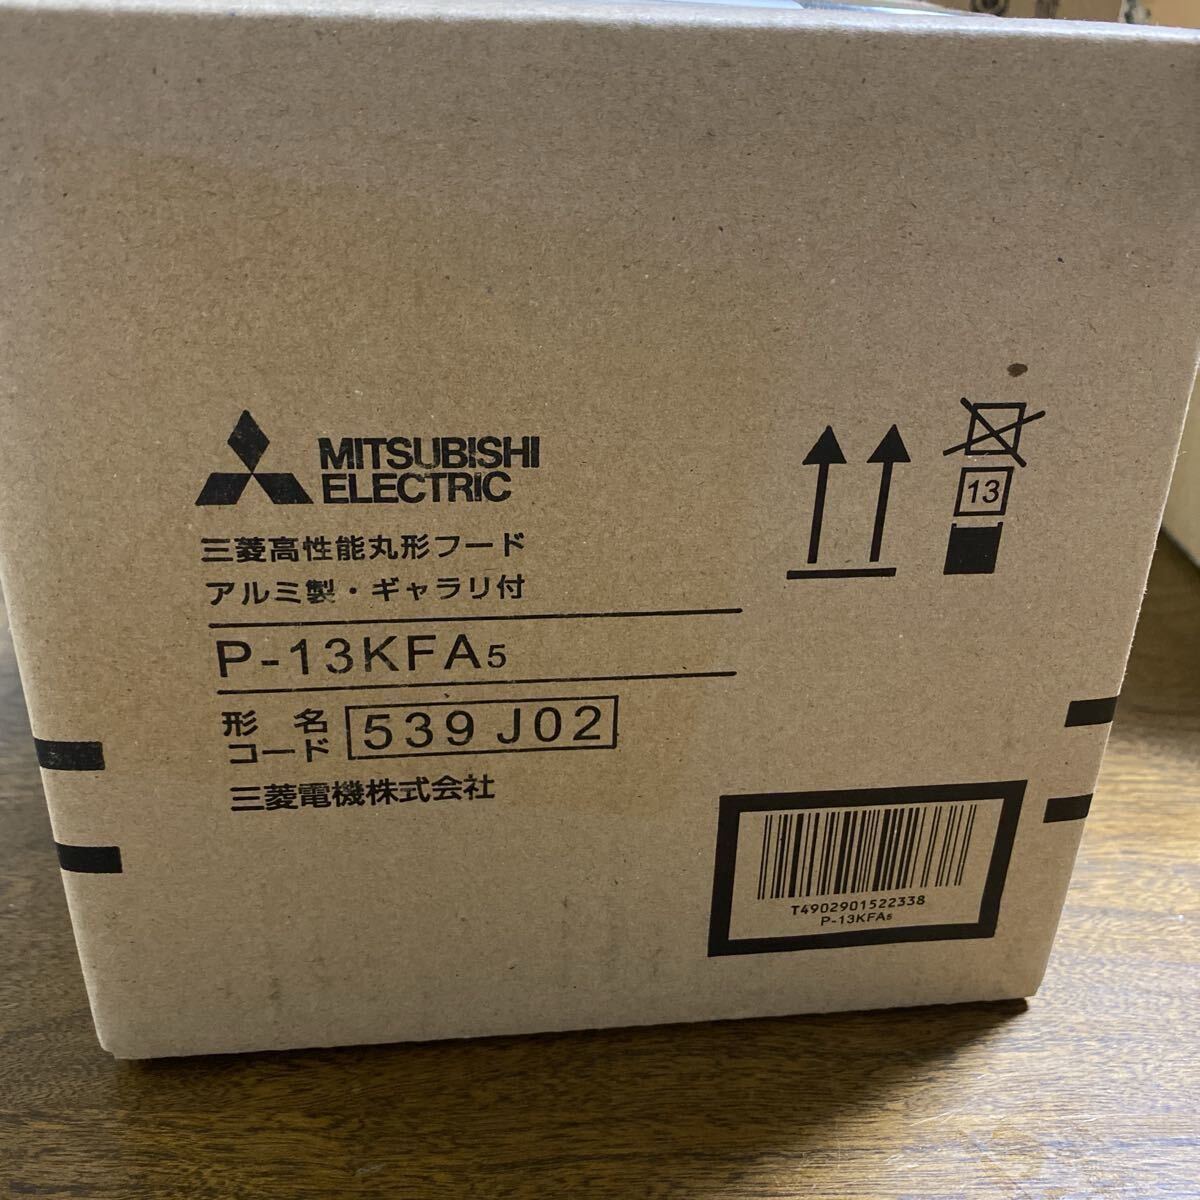 MITSUBISHI
ELECTRIC
三菱高性能丸形フード
アルミ製・ギャラリ付
P-13KFA5
形名
コード
539 J02
三菱電機株式会社
13
T4902901522338
P-13KFA5